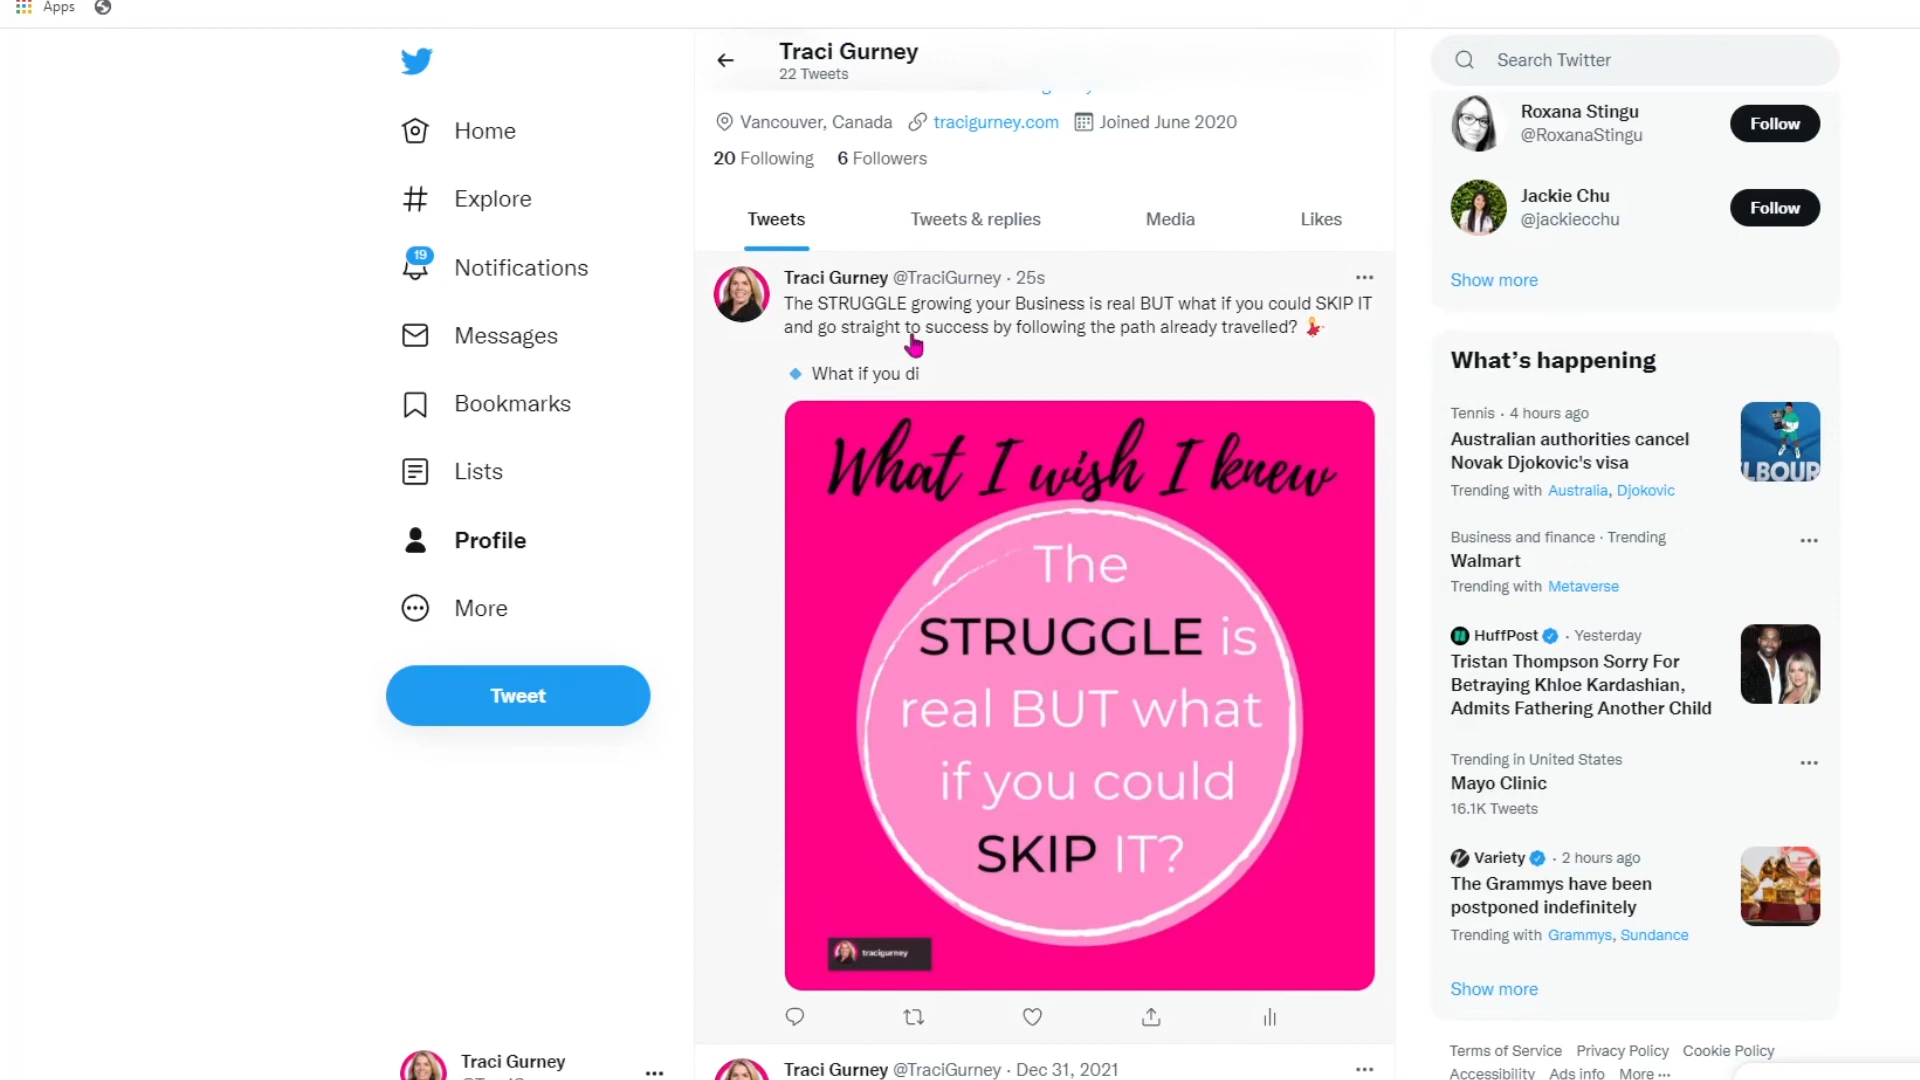 Apps
Traci Gurney
22 Tweets
Vancouver, Canada tracigurney.com Joined June 2020
20 Following 6 Followers
Tweets Tweets & replies Media Likes
Home
Explore
19
Notifications
Messages
Bookmarks
Lists
Profile
More
Tweet
Traci Gurney
Traci Gurney @TraciGurney · 25s
The STRUGGLE growing your Business is real BUT what if you could SKIP IT
and go straight to success by following the path already travelled?
What if you di
What I wish I knew
The
STRUGGLE is
real BUT what
if you could
SKIP IT?
tracigurney
Traci Gurney @TraciGurney · Dec 31, 2021
Search Twitter
Roxana Stingu
@RoxanaStingu
Follow
Jackie Chu
@jackiecchu
Follow
Show more
What's happening
Tennis · 4 hours ago
Australian authorities cancel
Novak Djokovic's visa
Trending with Australia, Djokovic
LBOUR
Business and finance · Trending
Walmart
Trending with Metaverse
HuffPost · Yesterday
Tristan Thompson Sorry For
Betraying Khloe Kardashian,
Admits Fathering Another Child
Trending in United States
Mayo Clinic
16.1K Tweets
Variety · 2 hours ago
The Grammys have been
postponed indefinitely
Trending with Grammys, Sundance
Show more
Terms of Service Privacy Policy Cookie Policy
Accessibility Ads info More ···